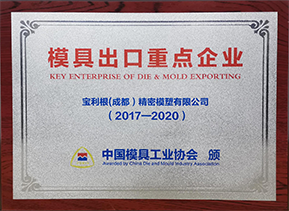 模具出口重点企业
KEY ENTERPRISE OF DIE & MOLD EXPORTING
宝利根(成都)精密模塑有限公司
(2017—2020)
中国模具工业协会 颁
Awarded by China Die and Mould Industry Association